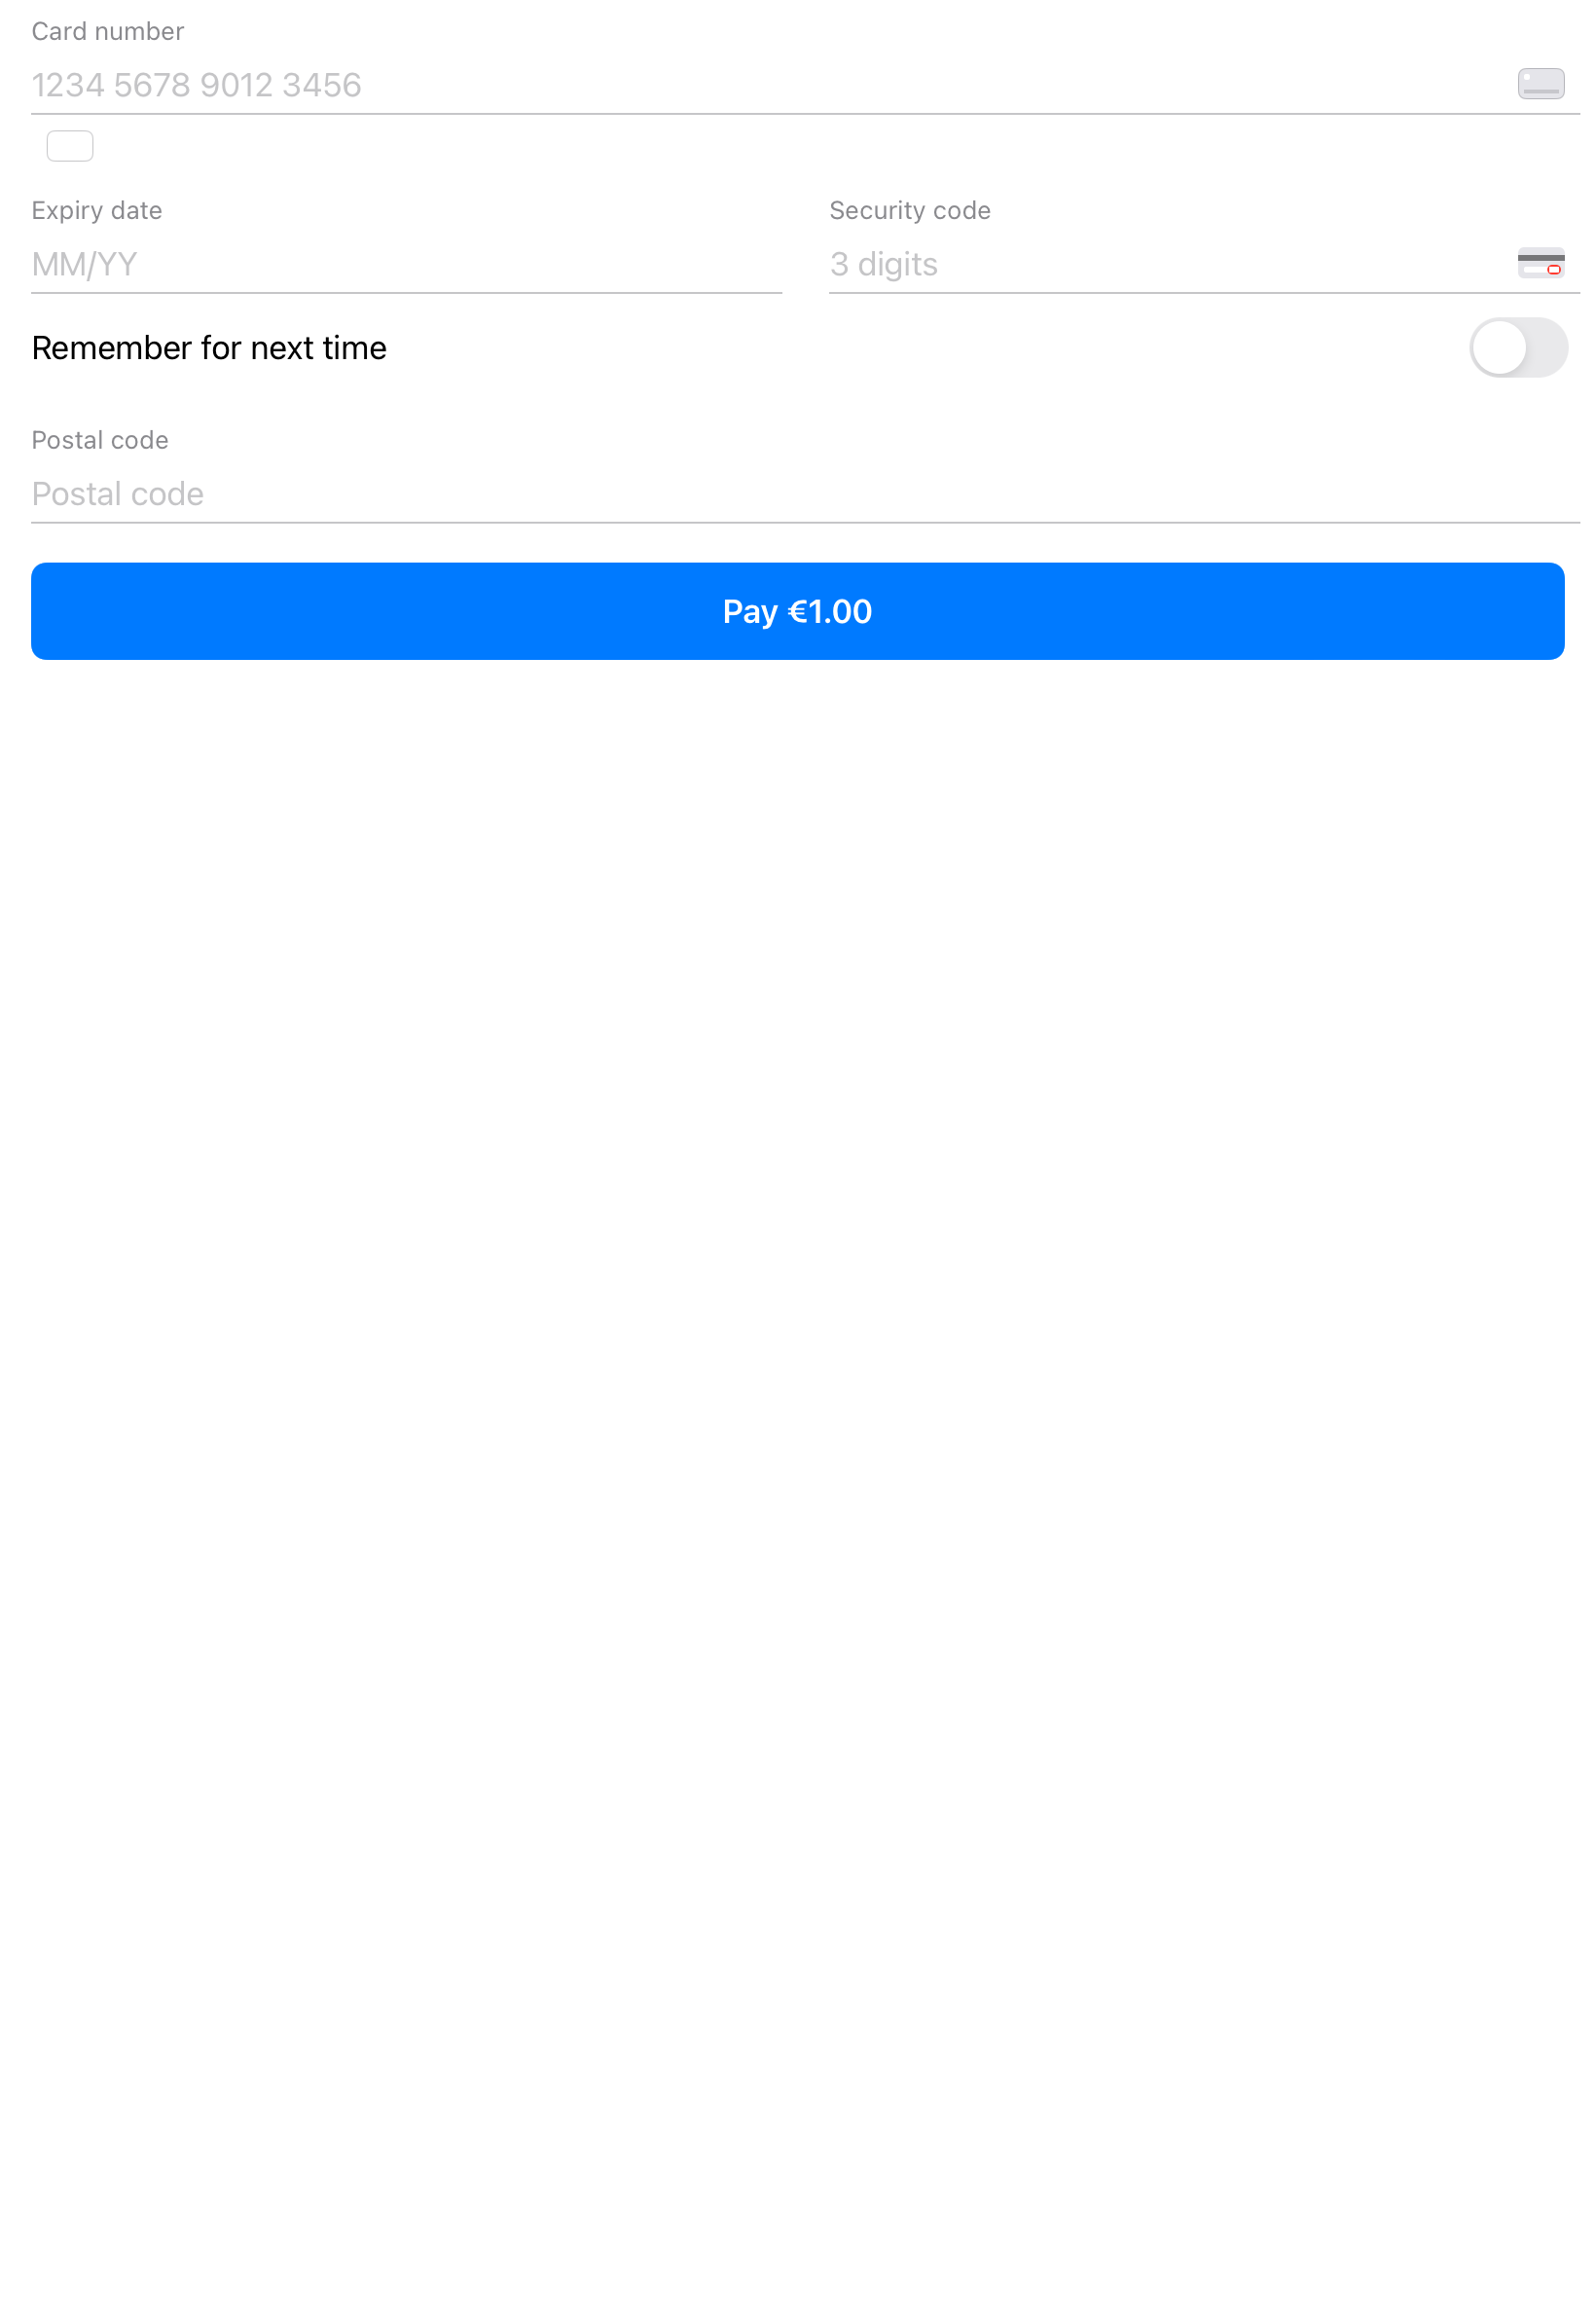 Card number
1234 5678 9012 3456
Expiry date
Security code
MM/YY
3 digits
Remember for next time
Postal code
Postal code
Pay €1.00